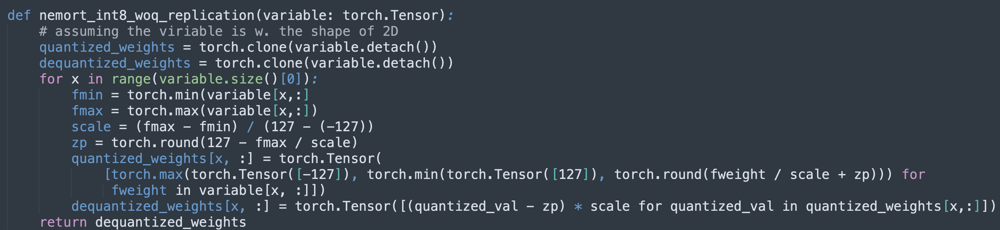 def nemort_int8_woq_replication(variable: torch.Tensor):
    # assuming the viriable is w. the shape of 2D
    quantized_weights = torch.clone(variable.detach())
    dequantized_weights = torch.clone(variable.detach())
    for x in range(variable.size()[0]):
        fmin = torch.min(variable[x,:]
        fmax = torch.max(variable[x,:])
        scale = (fmax - fmin) / (127 - (-127))
        zp = torch.round(127 - fmax / scale)
        quantized_weights[x, :] = torch.Tensor(
            [torch.max(torch.Tensor([-127]), torch.min(torch.Tensor([127]), torch.round(fweight / scale + zp))) for
             fweight in variable[x, :]])
        dequantized_weights[x, :] = torch.Tensor([(quantized_val - zp) * scale for quantized_val in quantized_weights[x,:]])
    return dequantized_weights